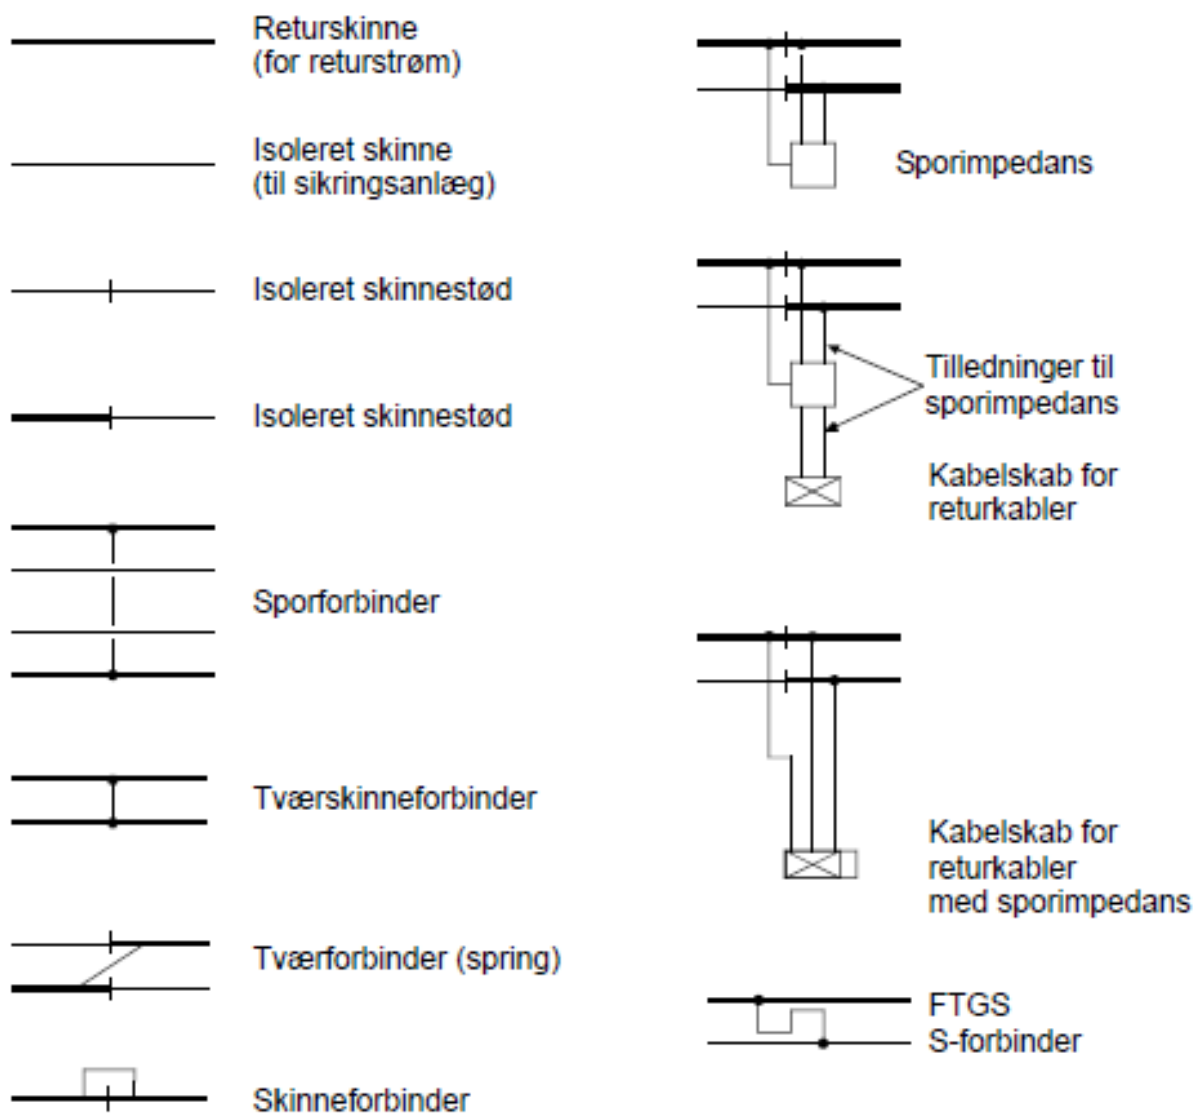 Returskinne
(for returstrøm)
Isoleret skinne
(til sikringsanlæg)
Isoleret skinnestød
Isoleret skinnestød
Sporforbinder
Tværskinneforbinder
Tværforbinder (spring)
Skinneforbinder
Sporimpedans
Tilledninger til
sporimpedans
Kabelskab for
returkabler
Kabelskab for
returkabler
med sporimpedans
FTGS
S-forbinder